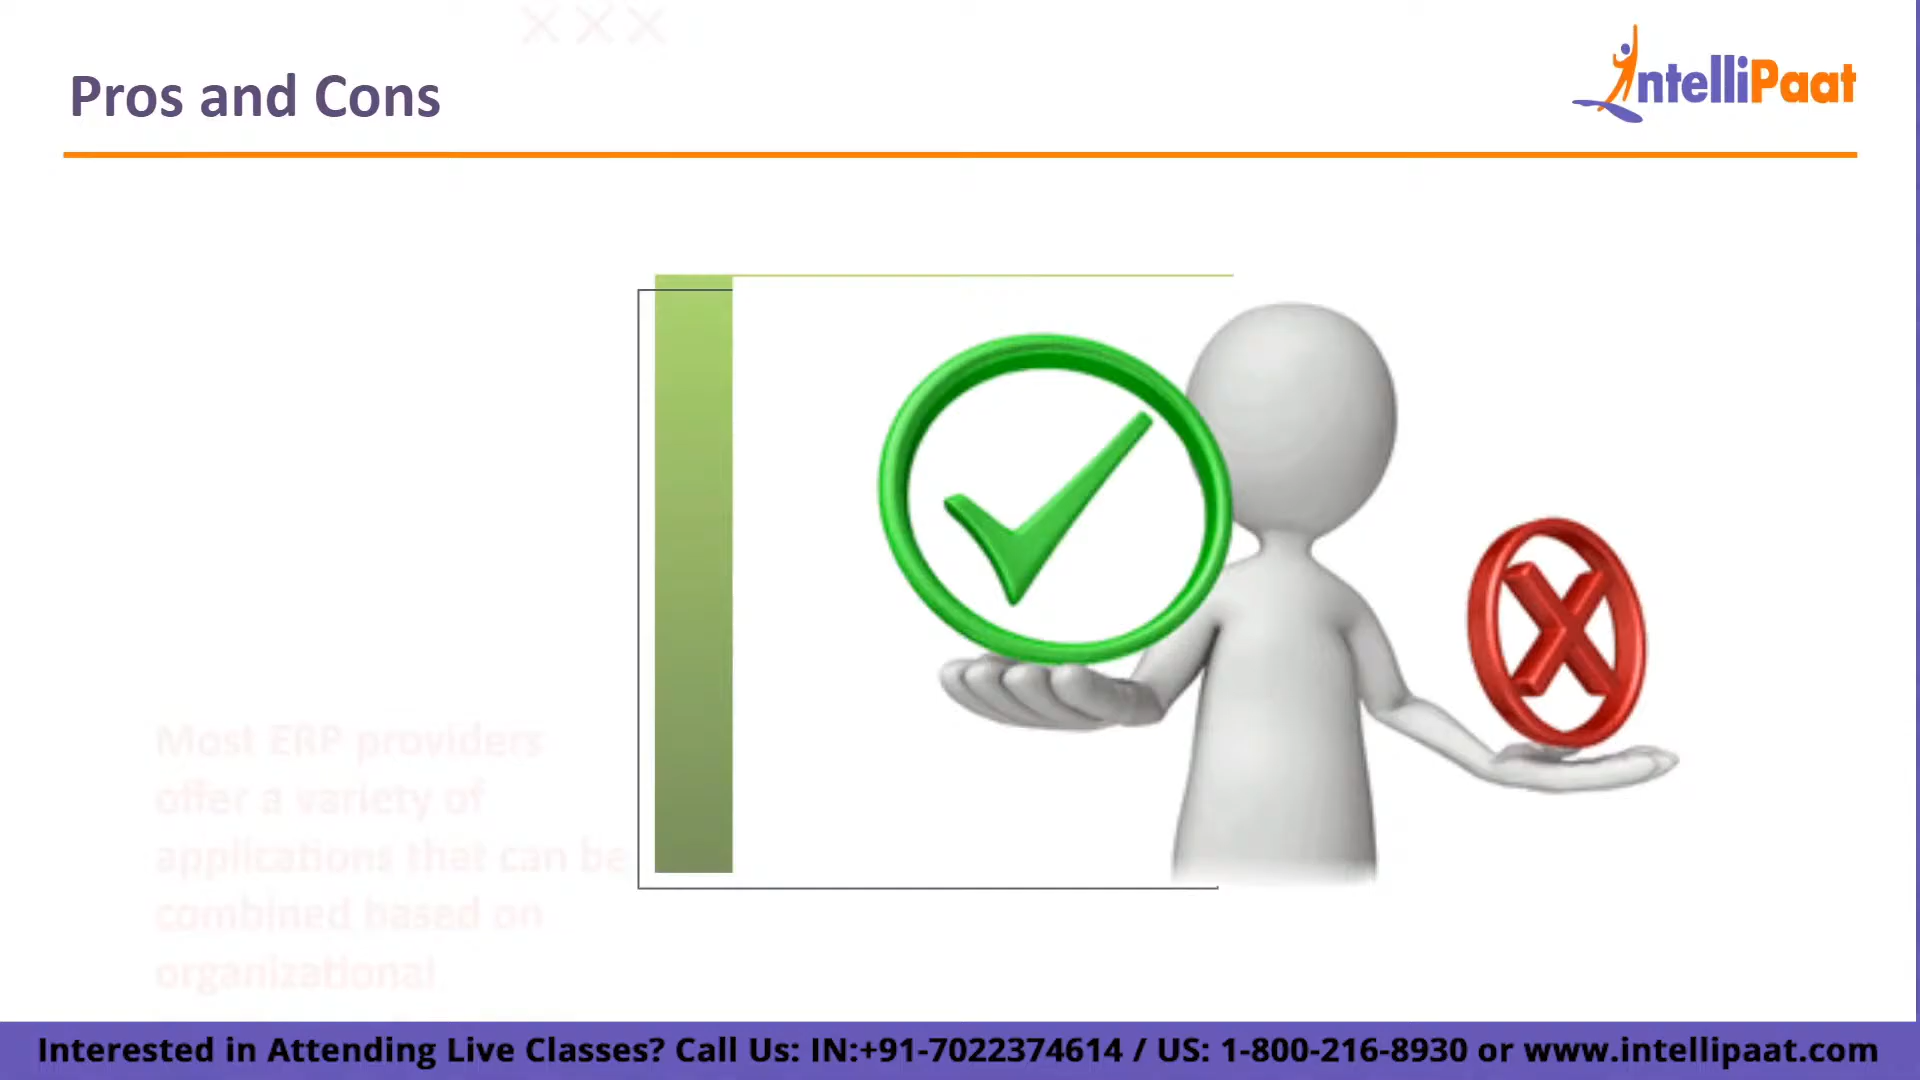 Pros and Cons
IntelliPaat
Most ERP providers
offer a variety of
applications that can be
combined based on
organizational
Interested in Attending Live Classes? Call Us: IN:+91-7022374614 / US: 1-800-216-8930 or www.intellipaat.com